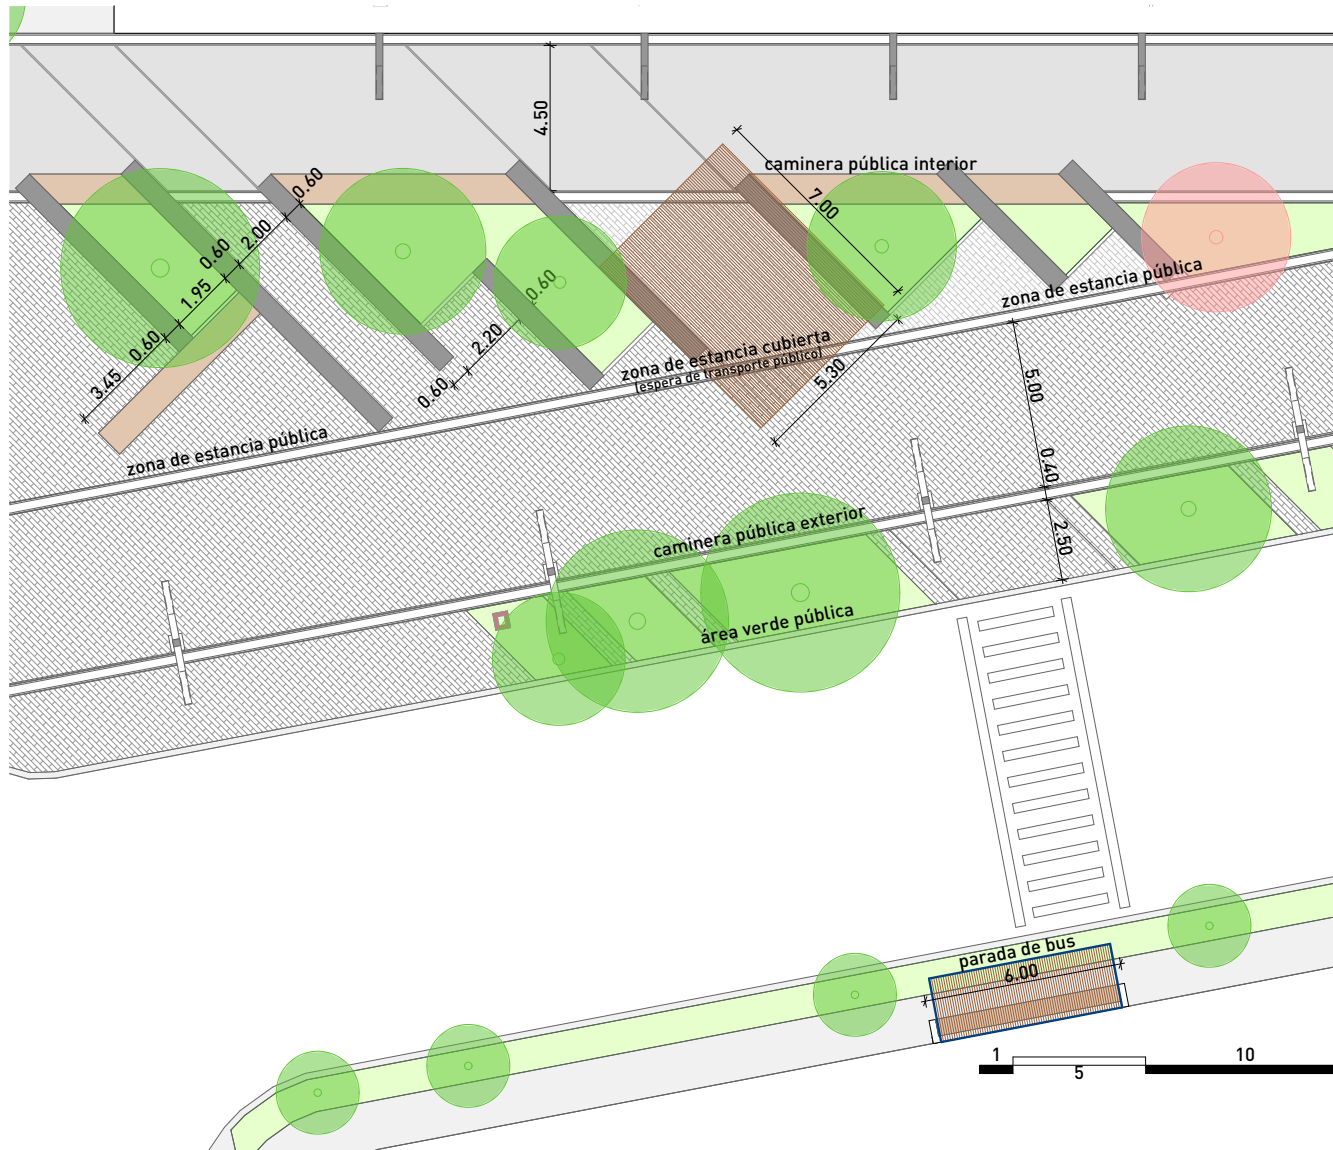 4.50
caminera pública interior
0.60
7.00
2.00
0.60
zona de estancia pública
1.95
0.60
0.60
2.20
3.45
0.60
zona de estancia cubierta
(espera de transporte público)
5.30
5.00
zona de estancia pública
0.40
caminera pública exterior
2.50
área verde pública
parada de bus
6.00
1
10
5